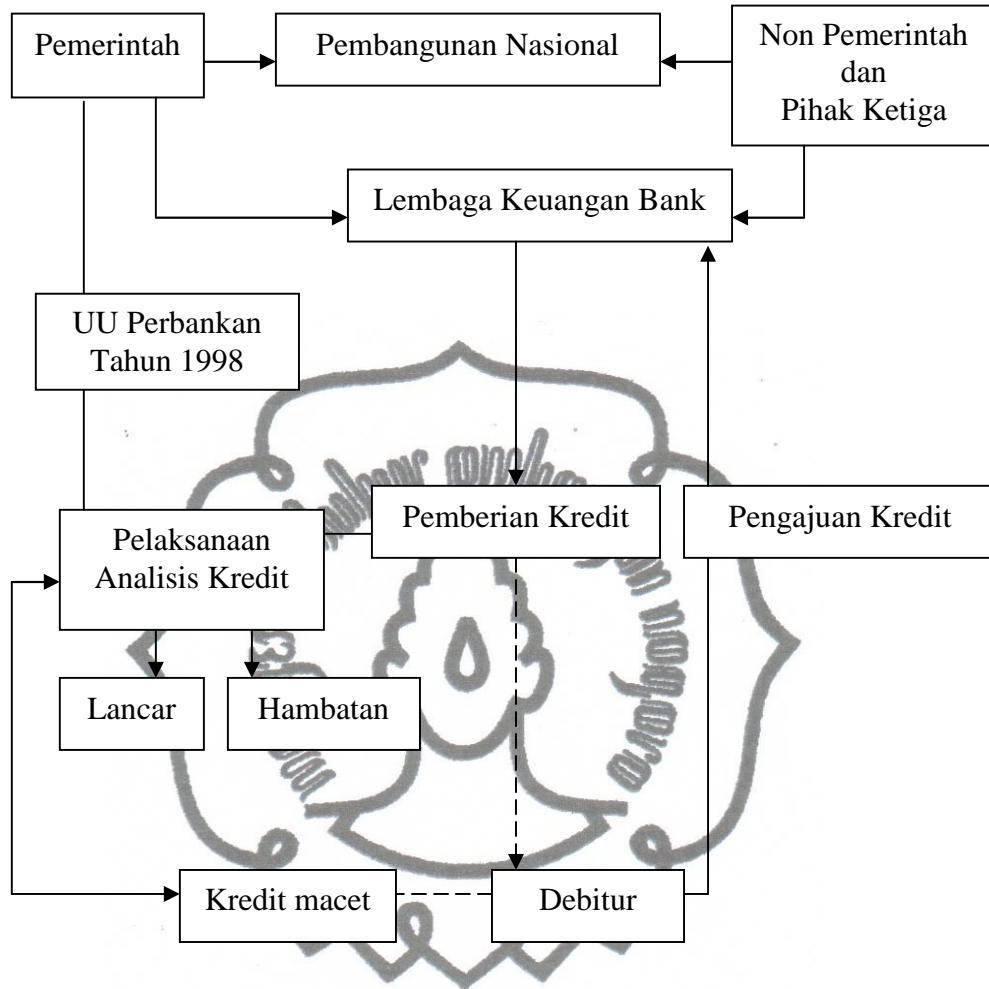 Pemerintah
Pembangunan Nasional
Non Pemerintah
dan
Pihak Ketiga
Lembaga Keuangan Bank
UU Perbankan
Tahun 1998
Pelaksanaan
Analisis Kredit
Pemberian Kredit
Pengajuan Kredit
Lancar
Hambatan
Kredit macet
Debitur